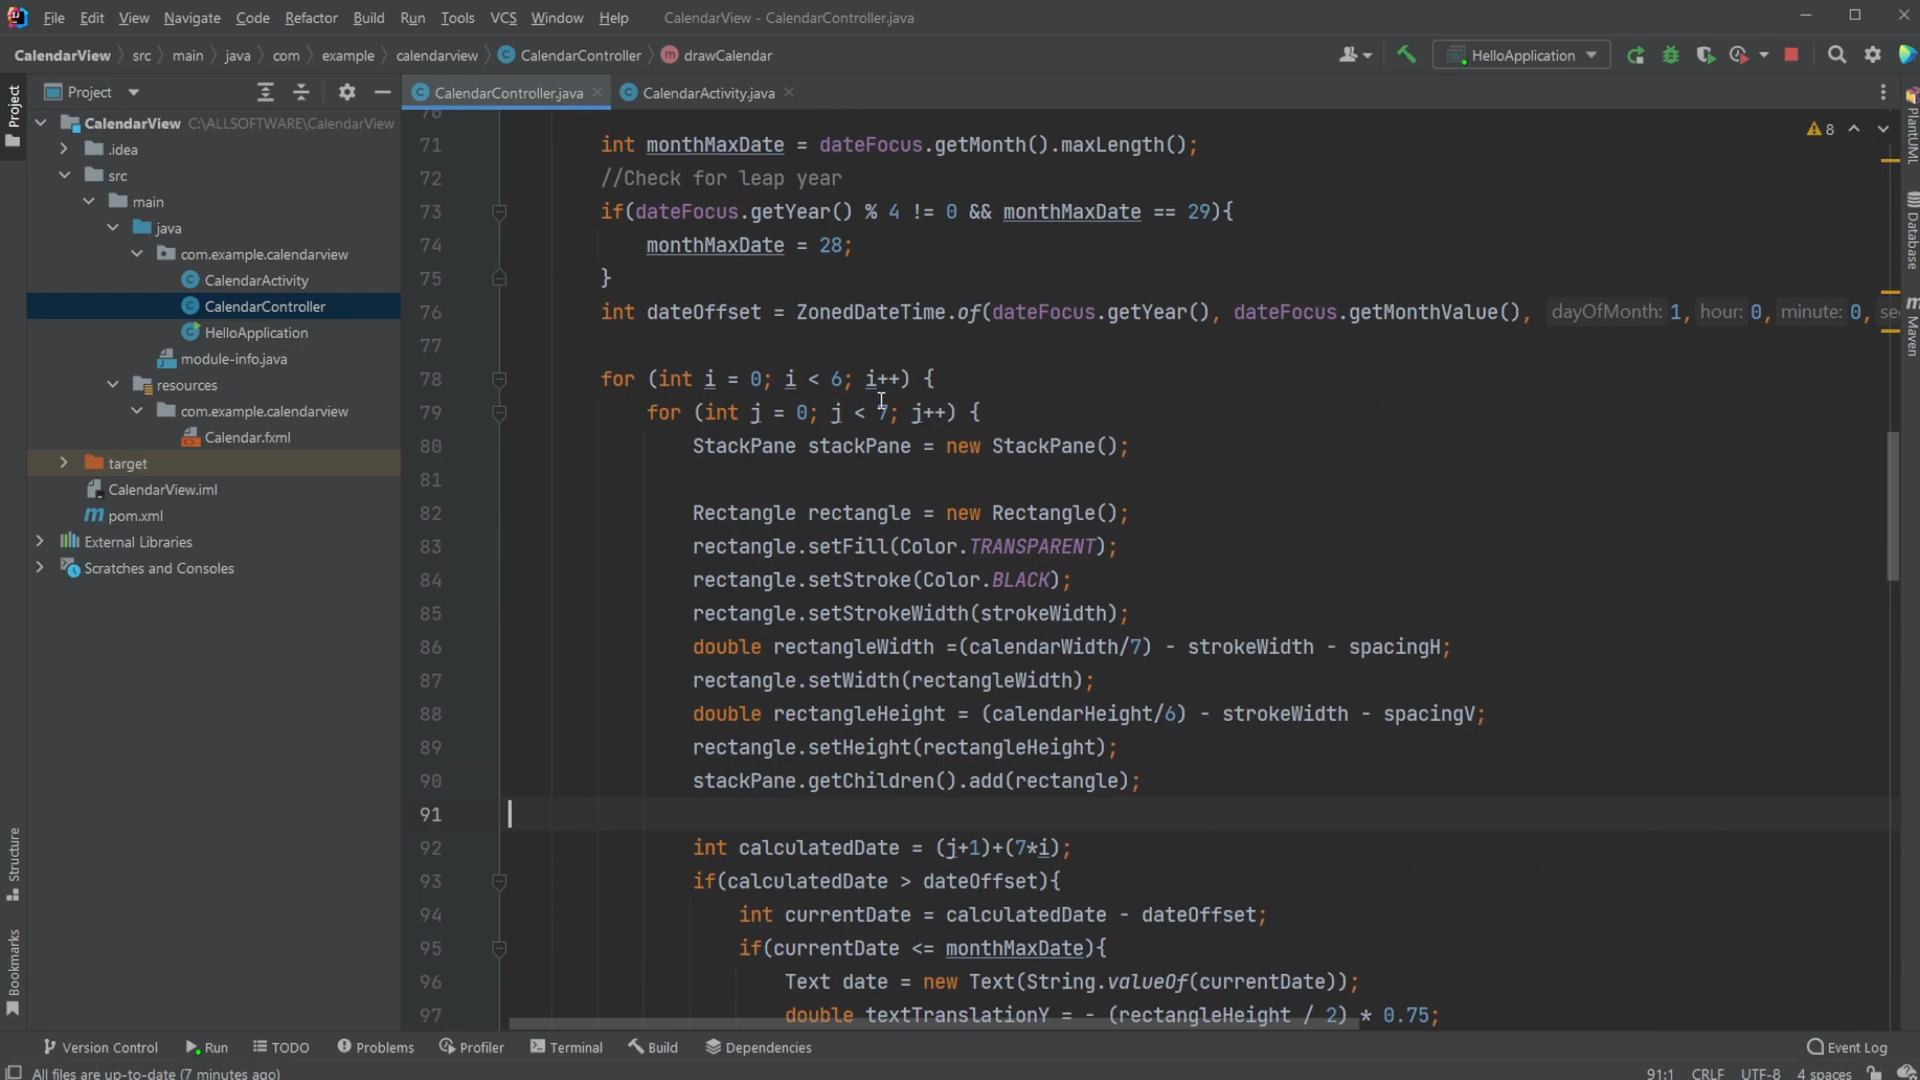 File Edit View Navigate Code Refactor Build Run Tools VCS Window Help CalendarView - CalendarController.java
CalendarView src main java com example calendarview CalendarController drawCalendar HelloApplication
Project
Project
CalendarController.java
CalendarActivity.java
CalendarView C:\ALLSOFTWARE\CalendarView
.idea
src
main
java
com.example.calendarview
CalendarActivity
CalendarController
HelloApplication
module-info.java
resources
com.example.calendarview
Calendar.fxml
target
CalendarView.iml
pom.xml
External Libraries
Scratches and Consoles
Structure
Bookmarks
8
70
71 int monthMaxDate = dateFocus.getMonth().maxLength();
72 //Check for leap year
73 if(dateFocus.getYear() % 4 != 0 && monthMaxDate == 29){
74 monthMaxDate = 28;
75 }
76 int dateOffset = ZonedDateTime.of(dateFocus.getYear(), dateFocus.getMonthValue(), dayOfMonth: 1, hour: 0, minute: 0, se
77
78 for (int i = 0; i < 6; i++) {
79 for (int j = 0; j < 7; j++) {
80 StackPane stackPane = new StackPane();
81
82 Rectangle rectangle = new Rectangle();
83 rectangle.setFill(Color.TRANSPARENT);
84 rectangle.setStroke(Color.BLACK);
85 rectangle.setStrokeWidth(strokeWidth);
86 double rectangleWidth =(calendarWidth/7) - strokeWidth - spacingH;
87 rectangle.setWidth(rectangleWidth);
88 double rectangleHeight = (calendarHeight/6) - strokeWidth - spacingV;
89 rectangle.setHeight(rectangleHeight);
90 stackPane.getChildren().add(rectangle);
91
92 int calculatedDate = (j+1)+(7*i);
93 if(calculatedDate > dateOffset){
94 int currentDate = calculatedDate - dateOffset;
95 if(currentDate <= monthMaxDate){
96 Text date = new Text(String.valueOf(currentDate));
97 double textTranslationY = - (rectangleHeight / 2) * 0.75;
PlantUML
Database
Maven
Version Control Run TODO Problems Profiler Terminal Build Dependencies Event Log
All files are up-to-date (7 minutes ago) 91:1 CRLF UTF-8 4 spaces